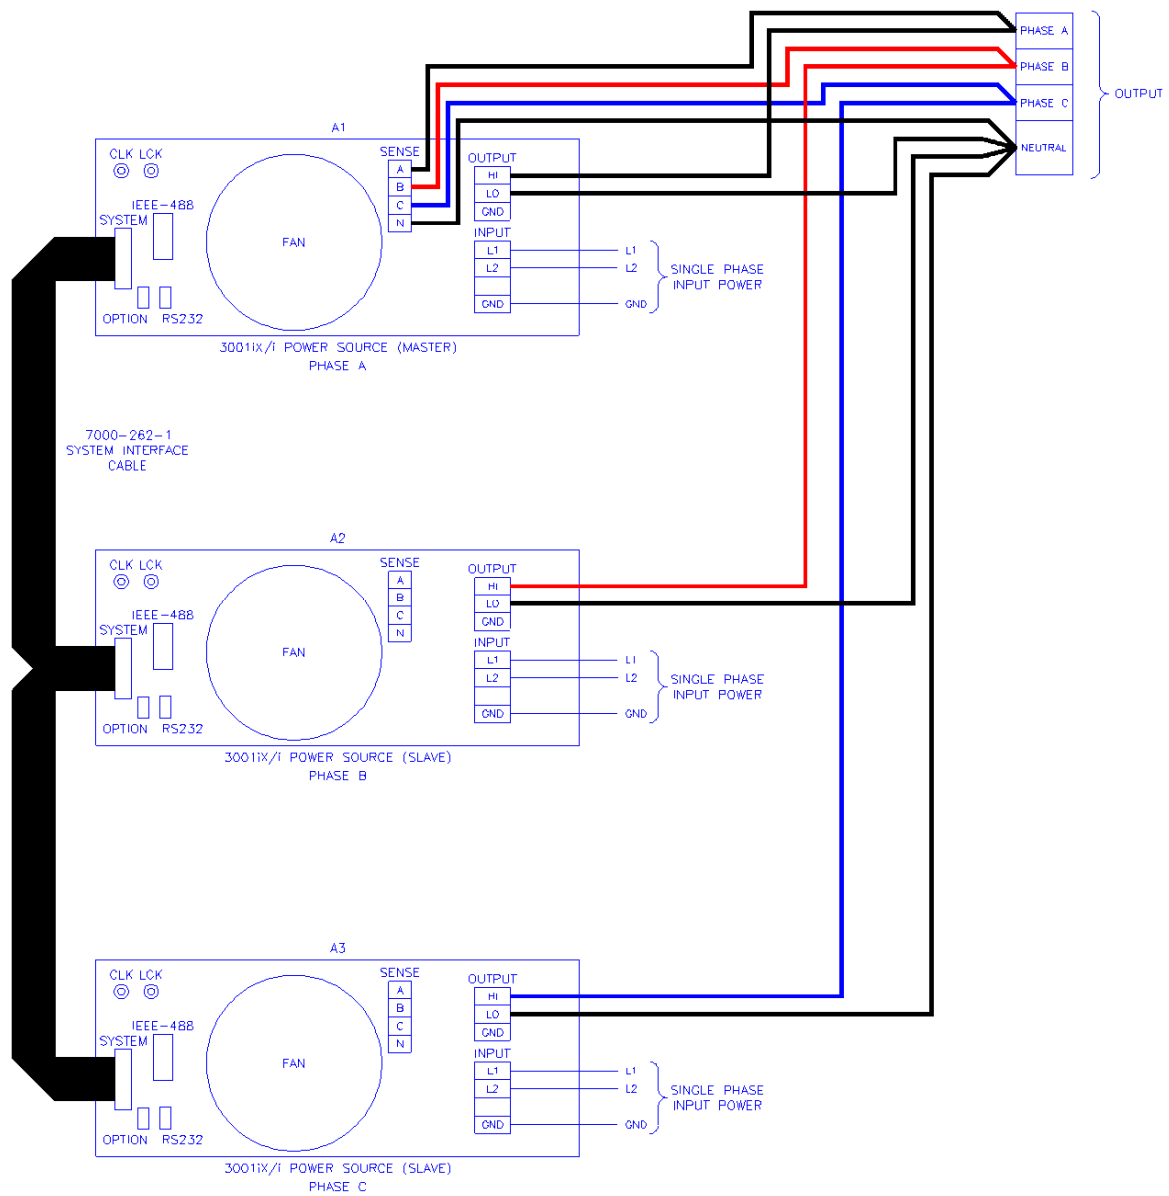 PHASE A
PHASE B
PHASE C
NEUTRAL
OUTPUT
A1
CLK LCK
SENSE
A
B
C
N
OUTPUT
HI
LO
GND
IEEE-488
SYSTEM
FAN
INPUT
L1
L2
GND
L1
L2
GND
SINGLE PHASE
INPUT POWER
OPTION RS232
3001iX/i POWER SOURCE (MASTER)
PHASE A
7000-262-1
SYSTEM INTERFACE
CABLE
A2
CLK LCK
SENSE
A
B
C
N
OUTPUT
HI
LO
GND
IEEE-488
SYSTEM
FAN
INPUT
L1
L2
GND
L1
L2
GND
SINGLE PHASE
INPUT POWER
OPTION RS232
3001iX/i POWER SOURCE (SLAVE)
PHASE B
A3
CLK LCK
SENSE
A
B
C
N
OUTPUT
HI
LO
GND
IEEE-488
SYSTEM
FAN
INPUT
L1
L2
GND
L1
L2
GND
SINGLE PHASE
INPUT POWER
OPTION RS232
3001iX/i POWER SOURCE (SLAVE)
PHASE C